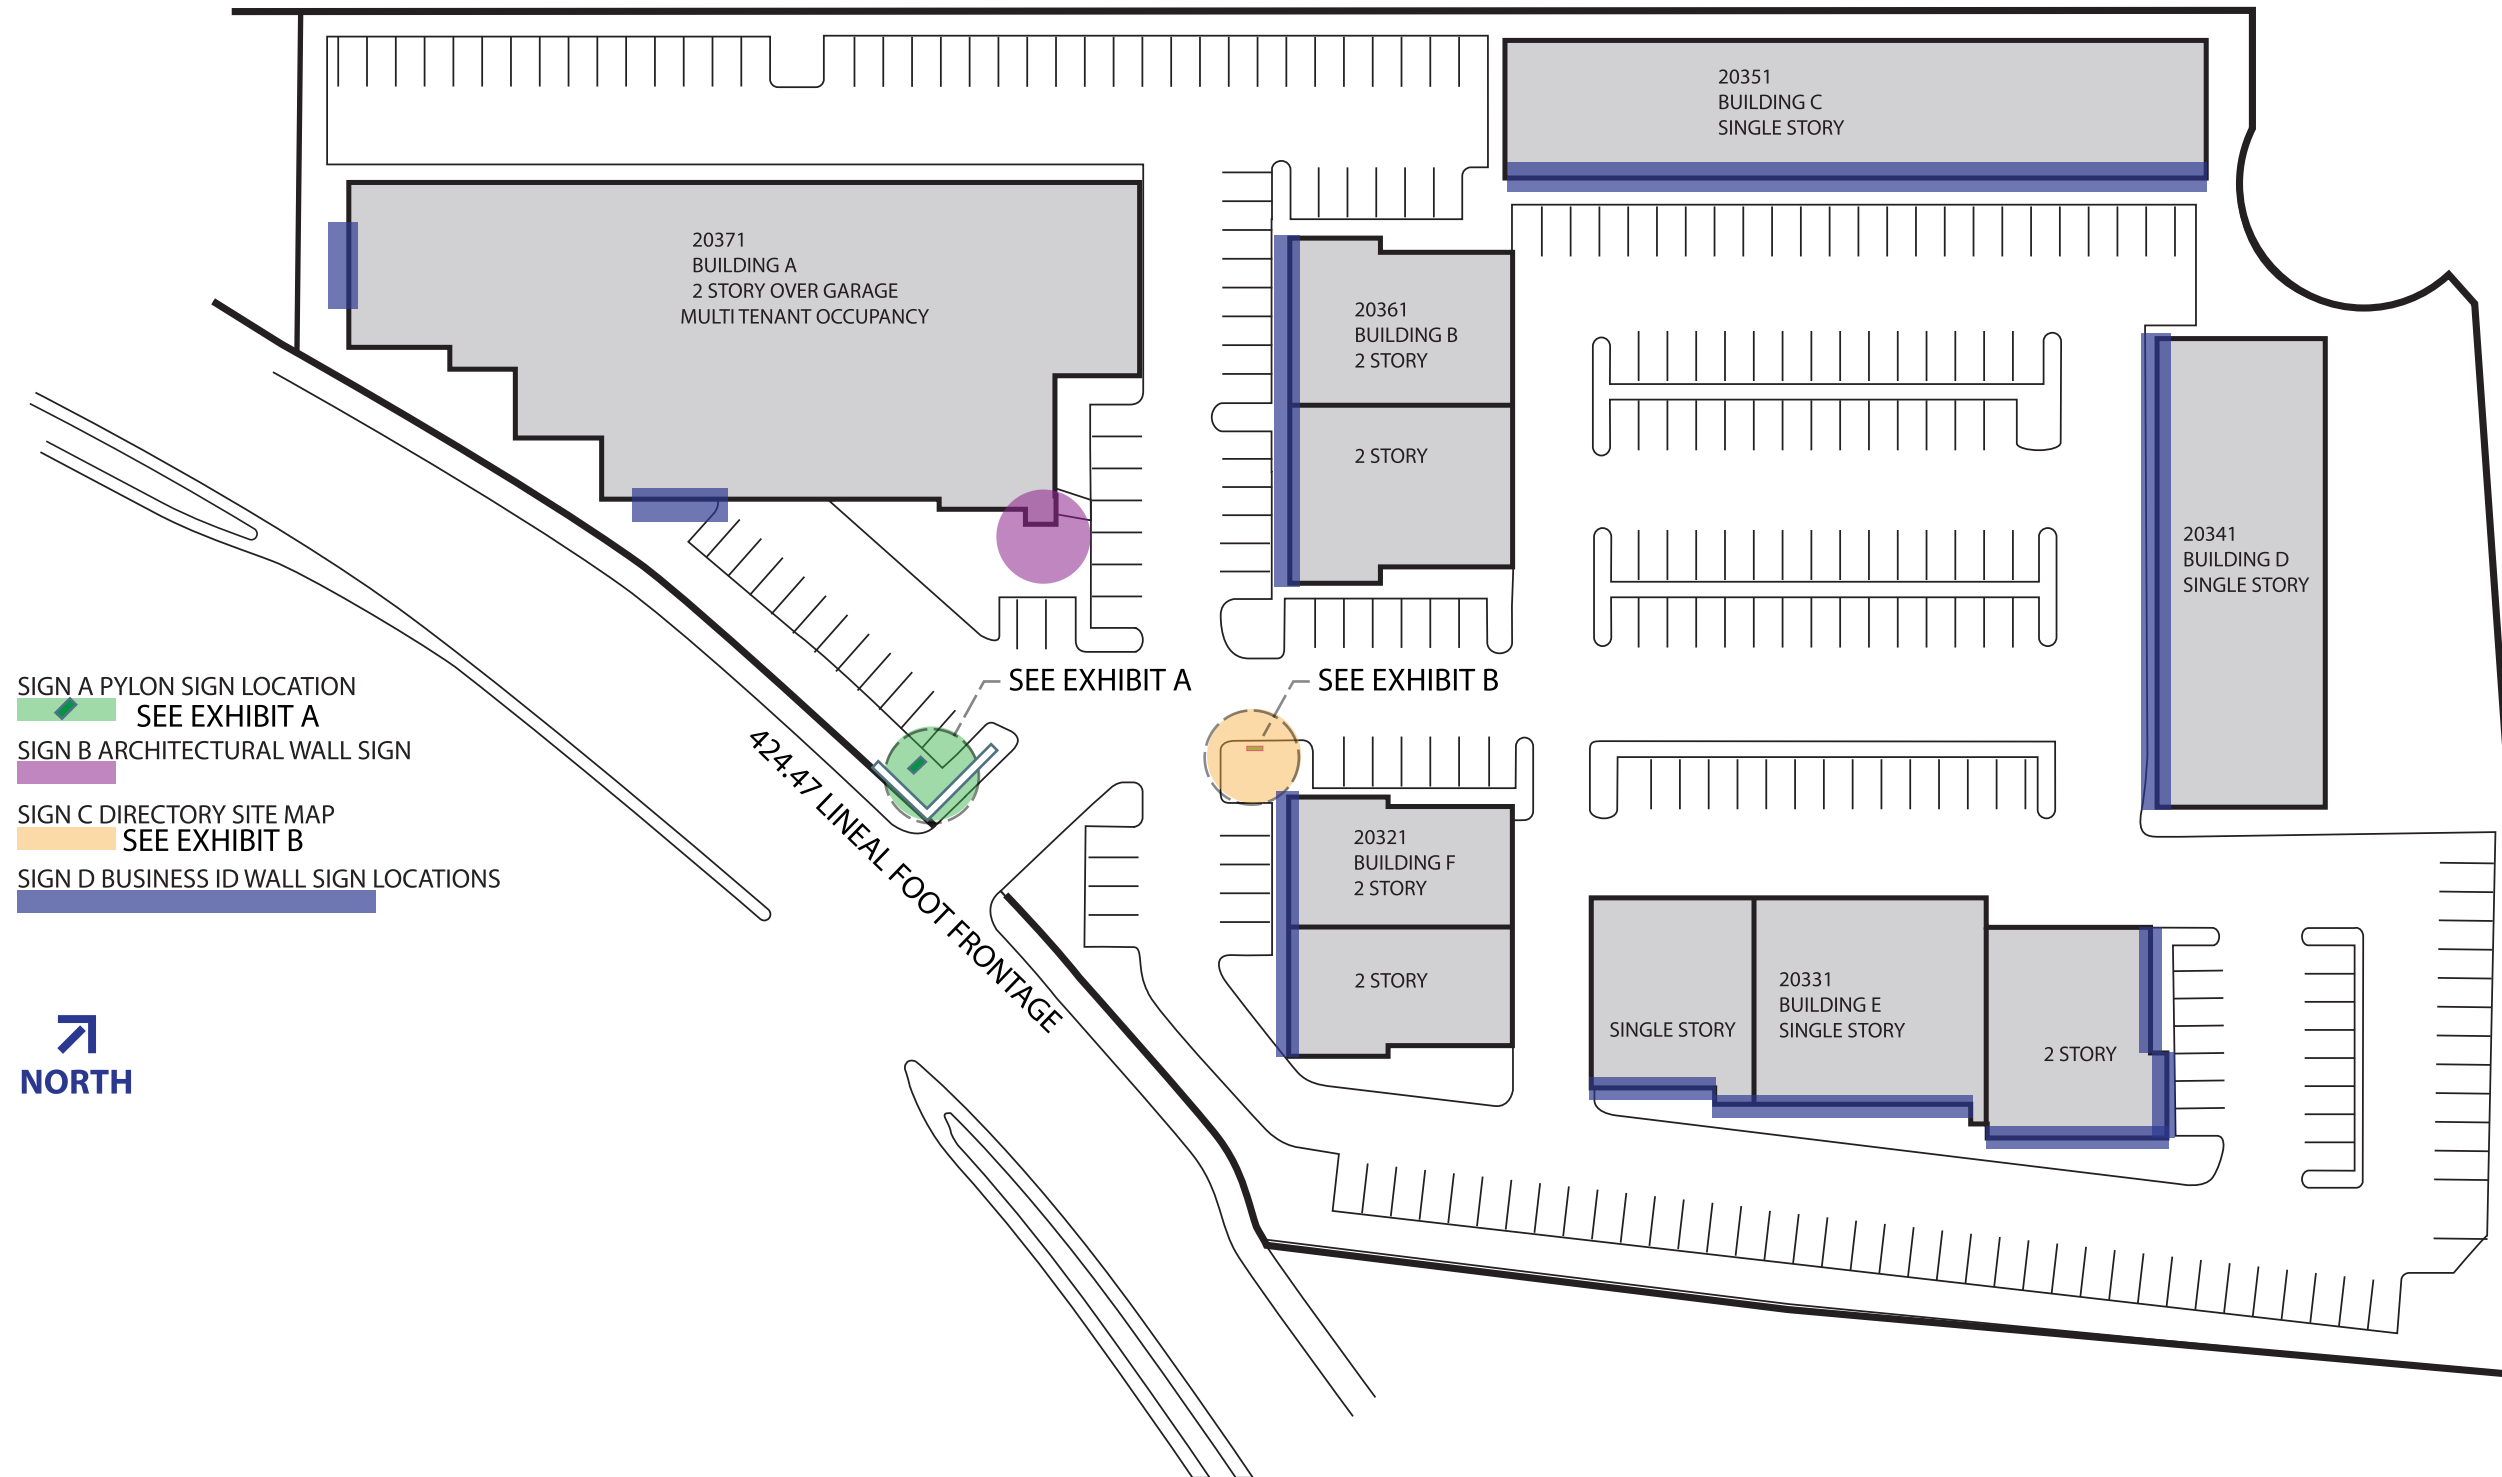 20351
BUILDING C
SINGLE STORY
20371
BUILDING A
2 STORY OVER GARAGE
MULTI TENANT OCCUPANCY
20361
BUILDING B
2 STORY
2 STORY
20341
BUILDING D
SINGLE STORY
SEE EXHIBIT A
SEE EXHIBIT B
SIGN A PYLON SIGN LOCATION
SEE EXHIBIT A
SIGN B ARCHITECTURAL WALL SIGN
SIGN C DIRECTORY SITE MAP
SEE EXHIBIT B
SIGN D BUSINESS ID WALL SIGN LOCATIONS
424.47 LINEAL FOOT FRONTAGE
20321
BUILDING F
2 STORY
2 STORY
20331
BUILDING E
SINGLE STORY
SINGLE STORY
2 STORY
NORTH